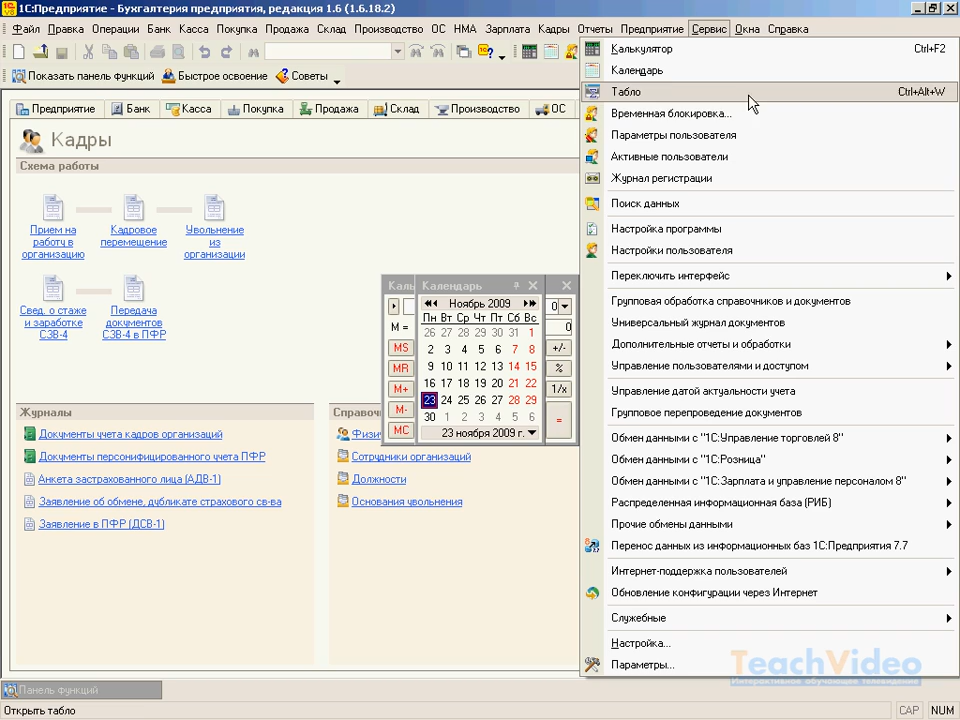 1С:Предприятие - Бухгалтерия предприятия, редакция 1.6 (1.6.18.2)
Файл Правка Операции Банк Касса Покупка Продажа Склад Производство ОС НМА Зарплата Кадры Отчеты Предприятие Сервис Окна Справка
Показать панель функций Быстрое освоение Советы
Предприятие Банк Касса Покупка Продажа Склад Производство ОС
Кадры
Схема работы
Прием на
работу в
организацию
Кадровое
перемещение
Увольнение
из
организации
Свед. о стаже
и заработке
СЗВ-4
Передача
документов
СЗВ-4 в ПФР
Журналы
Документы учета кадров организаций
Документы персонифицированного учета ПФР
Анкета застрахованного лица (АДВ-1)
Заявление об обмене, дубликате страхового св-ва
Заявление в ПФР (ДСВ-1)
Сотрудники организаций
Должности
Основания увольнения
Календарь
Ноябрь 2009
Пн Вт Ср Чт Пт Сб Вс
26 27 28 29 30 31 1
2 3 4 5 6 7 8
9 10 11 12 13 14 15
16 17 18 19 20 21 22
23 24 25 26 27 28 29
30 1 2 3 4 5 6
23 ноября 2009 г.
M =
MS
MR
M+
M-
MC
0
0
+/-
%
1/x
=
Калькулятор Ctrl+F2
Календарь
Табло Ctrl+Alt+W
Временная блокировка...
Параметры пользователя
Активные пользователи
Журнал регистрации
Поиск данных
Настройка программы
Настройки пользователя
Переключить интерфейс
Групповая обработка справочников и документов
Универсальный журнал документов
Дополнительные отчеты и обработки
Управление пользователями и доступом
Управление датой актуальности учета
Групповое перепроведение документов
Обмен данными с "1С:Управление торговлей 8"
Обмен данными с "1С:Розница"
Обмен данными с "1С:Зарплата и управление персоналом 8"
Распределенная информационная база (РИБ)
Прочие обмены данными
Перенос данных из информационных баз 1С:Предприятия 7.7
Интернет-поддержка пользователей
Обновление конфигурации через Интернет
Служебные
Настройка...
Параметры...
TeachVideo
Интерактивное обучающее телевидение
Панель функций
Открыть табло
CAP NUM